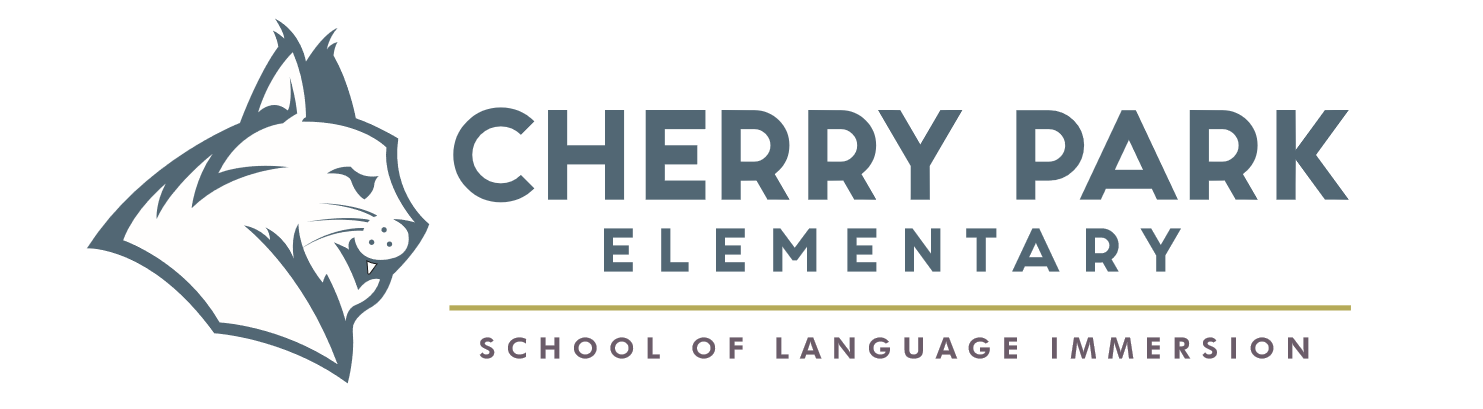 CHERRY PARK
ELEMENTARY
SCHOOL OF LANGUAGE IMMERSION